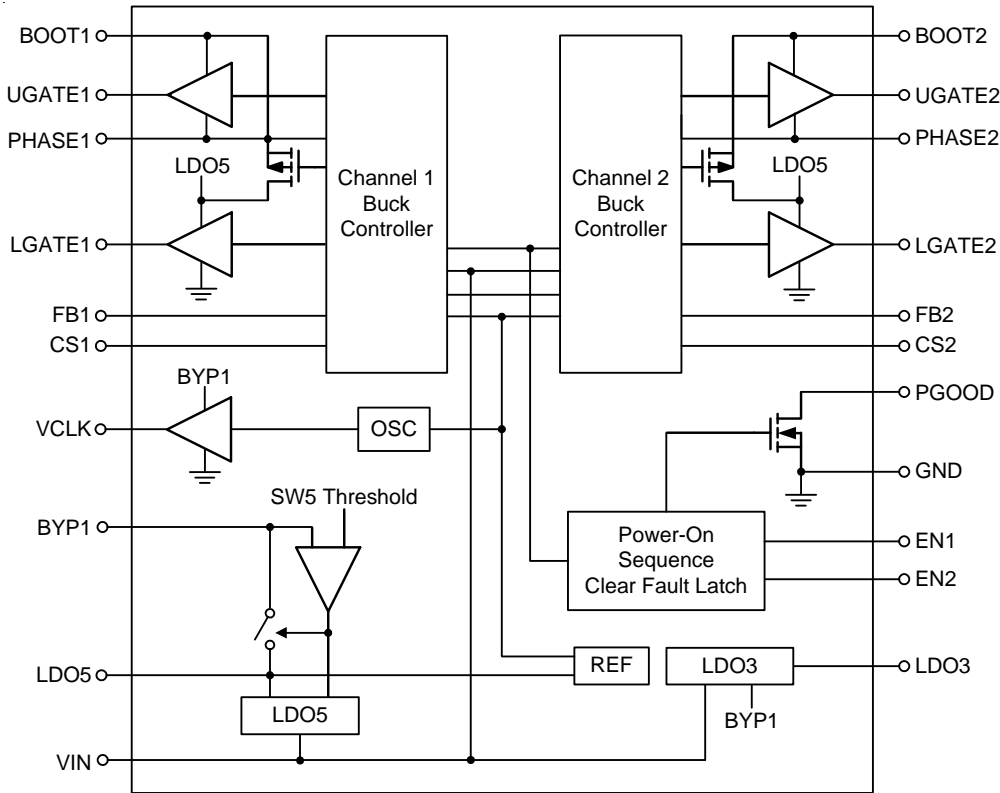 BOOT1
BOOT2
UGATE1
UGATE2
PHASE1
PHASE2
LDO5
Channel 1
Buck
Controller
Channel 2
Buck
Controller
LDO5
LGATE1
LGATE2
FB1
FB2
CS1
CS2
BYP1
PGOOD
VCLK
OSC
GND
SW5 Threshold
BYP1
Power-On
Sequence
Clear Fault Latch
EN1
EN2
LDO5
REF
LDO3
LDO3
LDO5
BYP1
VIN